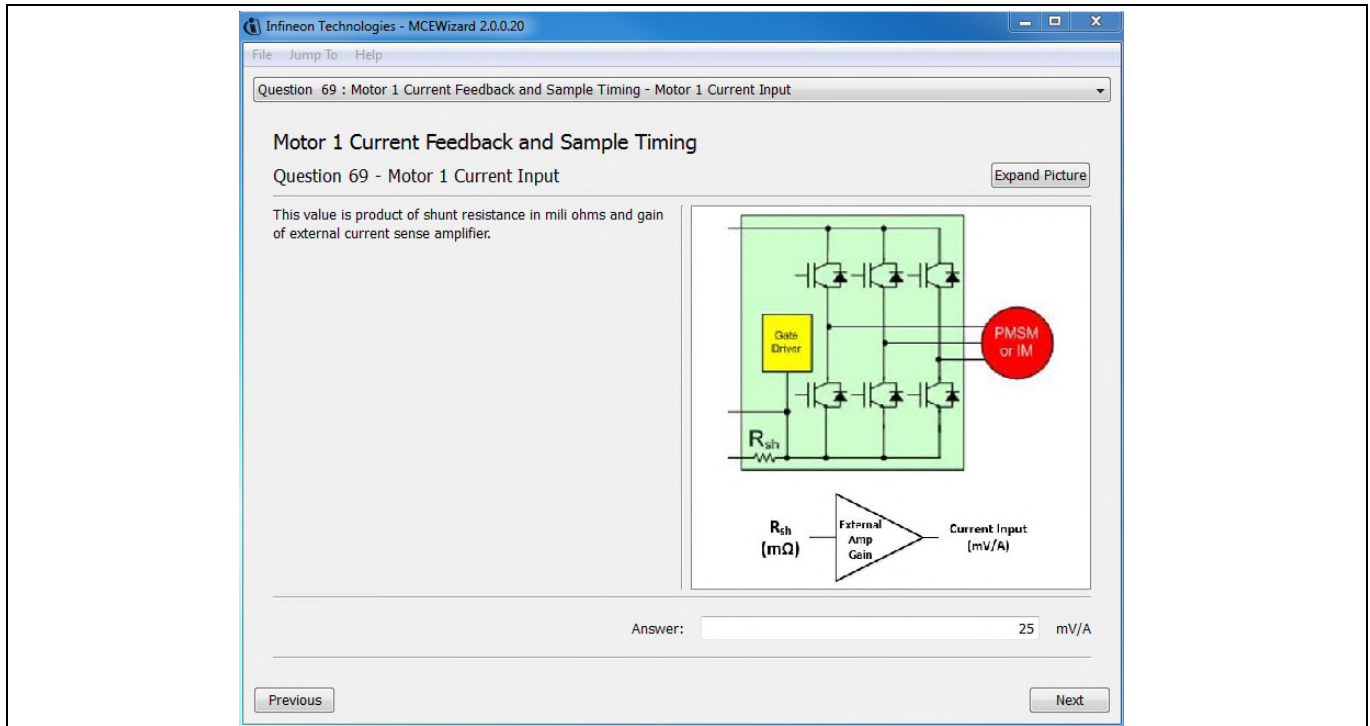 Infineon Technologies - MCEWizard 2.0.0.20
File Jump To Help
Question 69 : Motor 1 Current Feedback and Sample Timing - Motor 1 Current Input
Motor 1 Current Feedback and Sample Timing
Question 69 - Motor 1 Current Input
Expand Picture
This value is product of shunt resistance in mili ohms and gain
of external current sense amplifier.
Gate
Driver
PMSM
or IM
Rsh
Rsh
(mΩ)
External
Amp
Gain
Current Input
(mV/A)
Answer: 25 mV/A
Previous Next